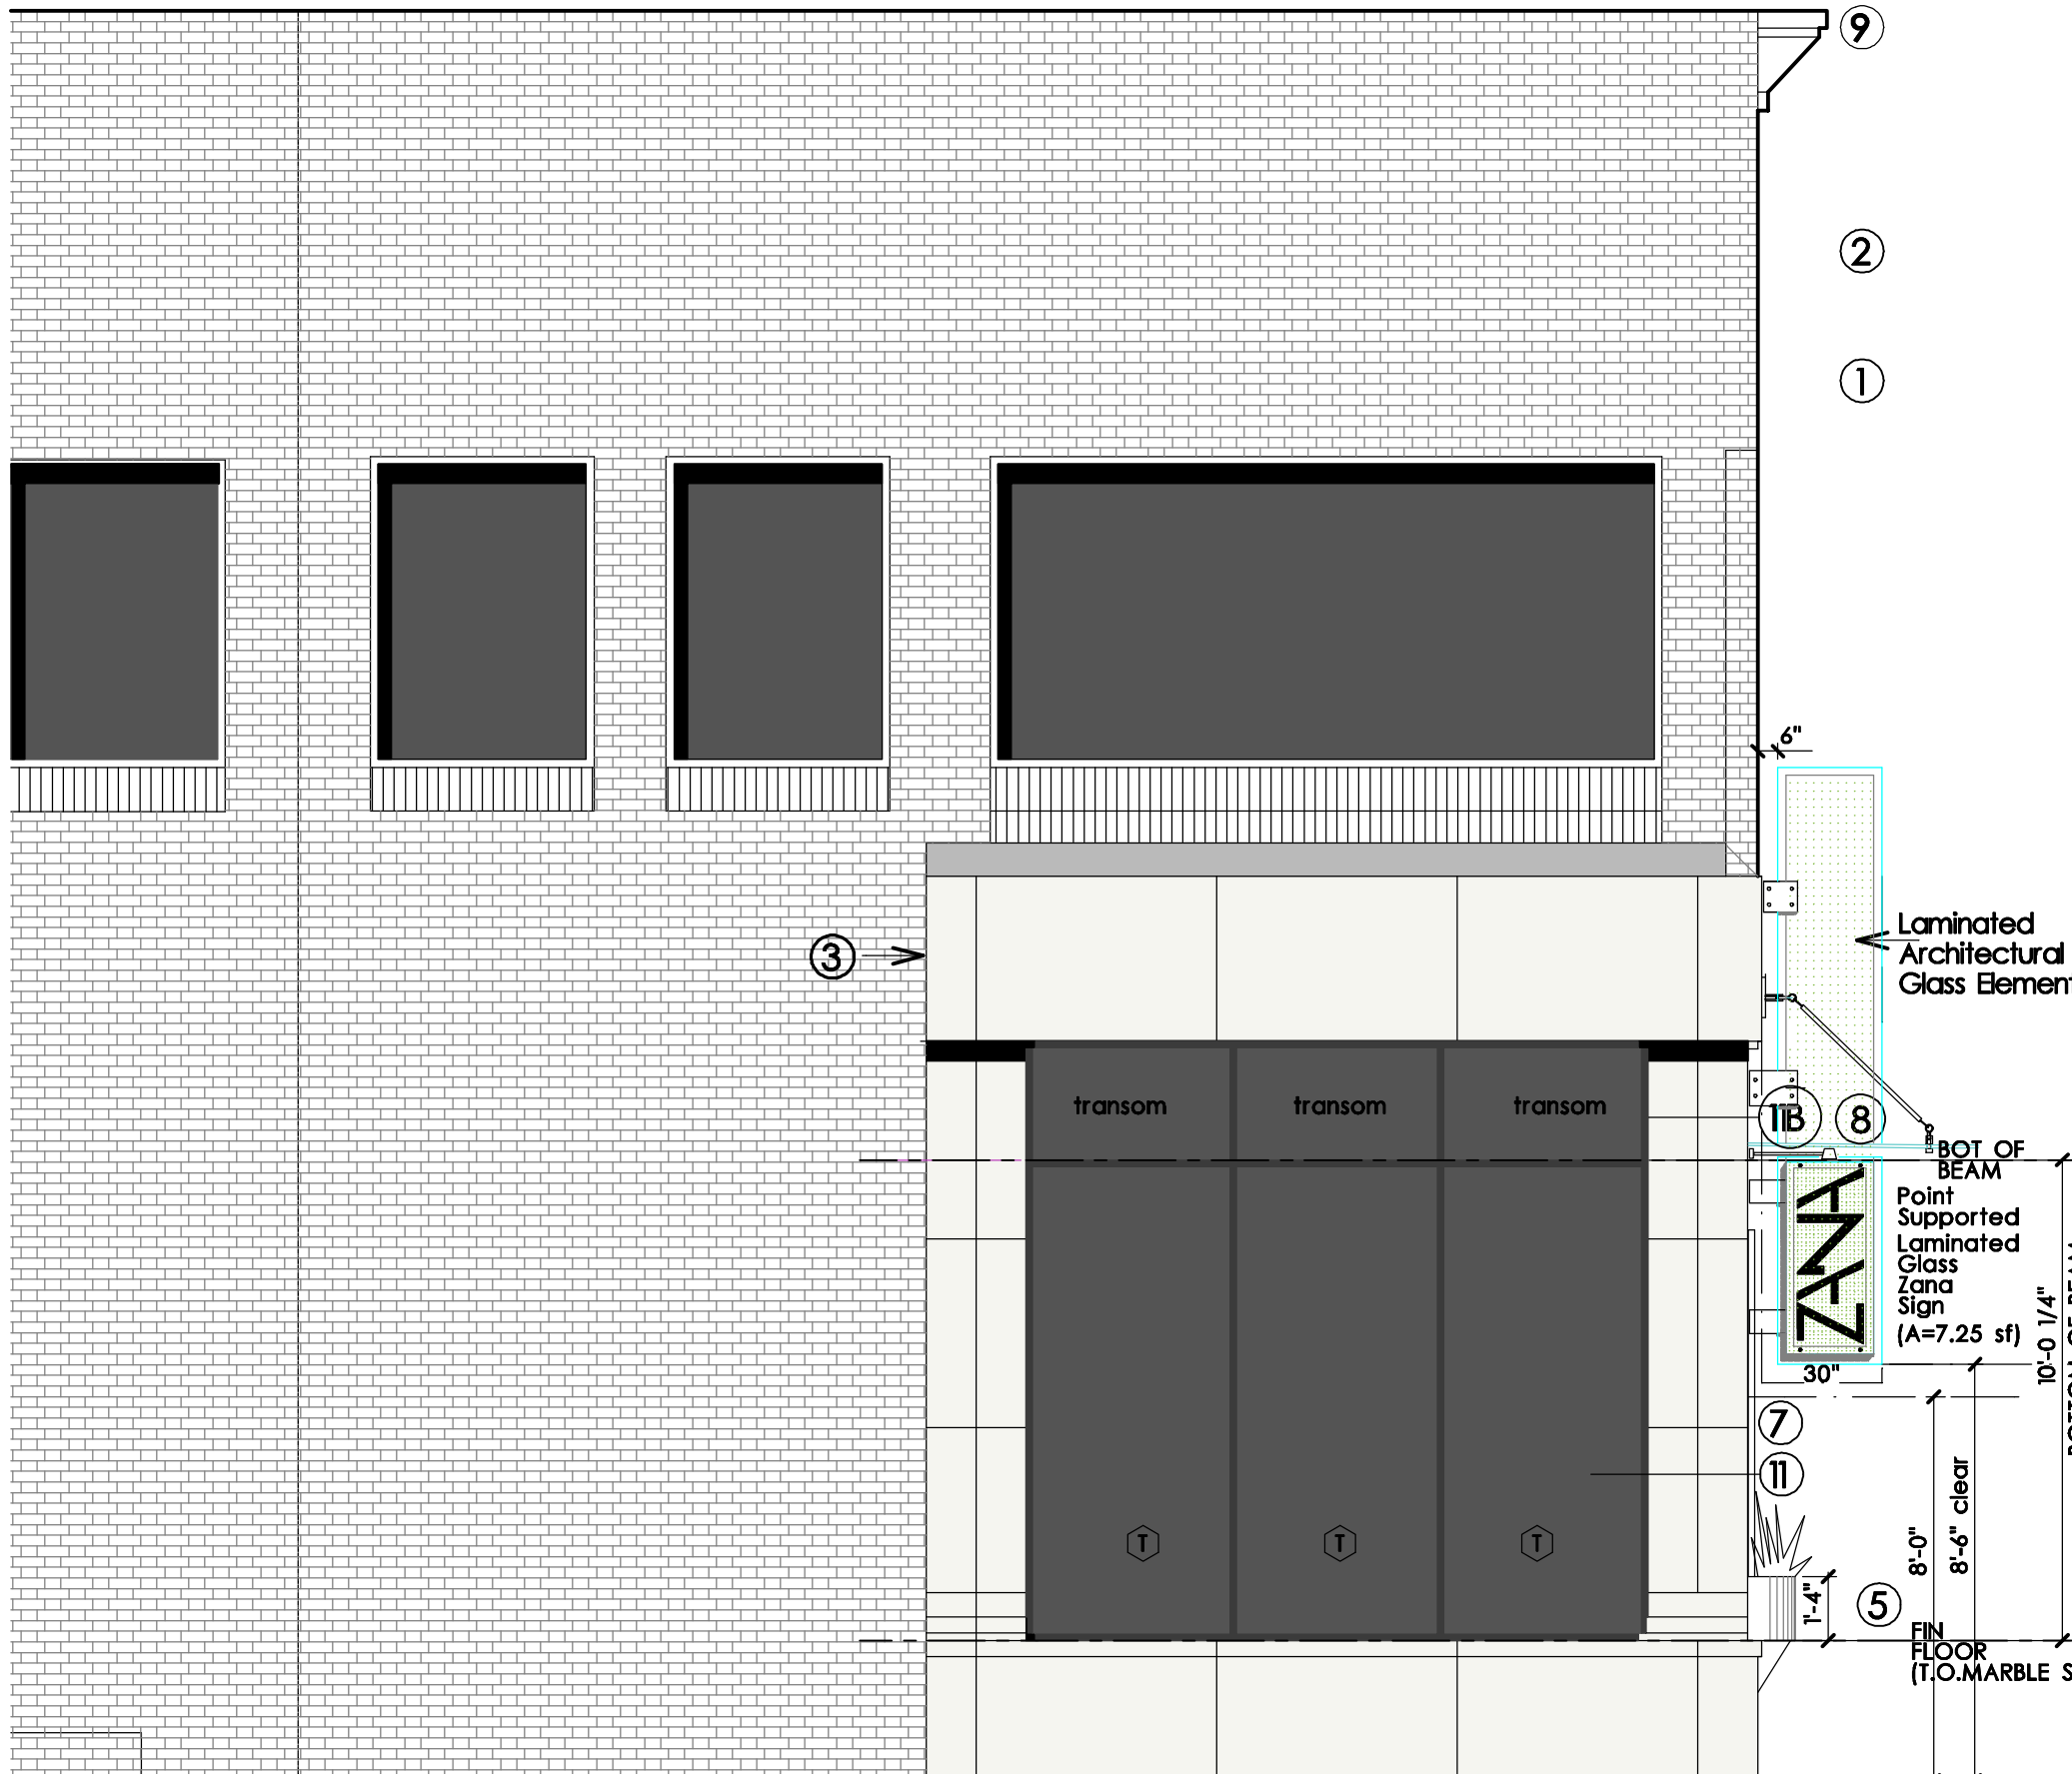 9
2
1
6"
Laminated
Architectural
Glass Element
3
transom transom transom
11B 8
BOT OF
BEAM
ZANA
Point
Supported
Laminated
Glass
Zana
Sign
(A=7.25 sf)
30"
10'-0 1/4"
7
11
8'-0"
8'-6" clear
T T T
1'-4"
5
FIN
FLOOR
(T.O.MARBLE